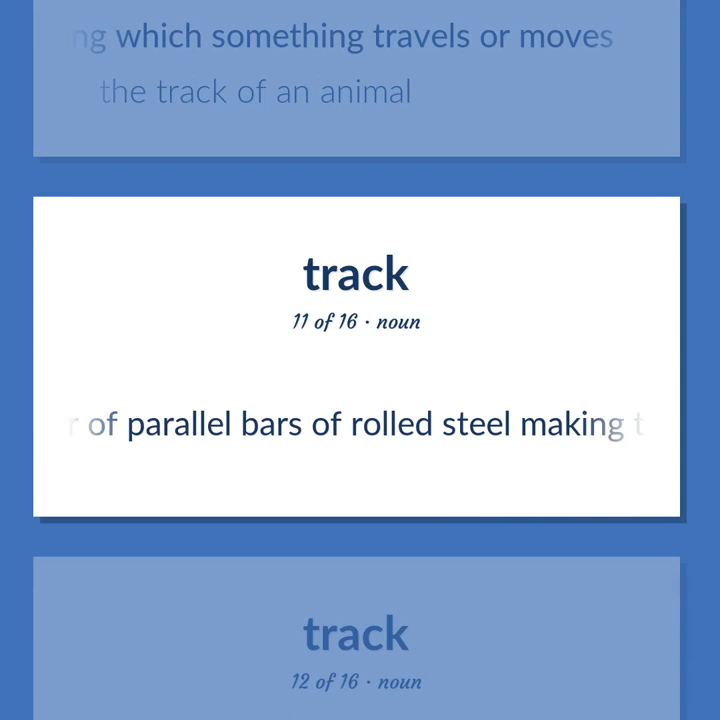 which something travels or moves
the track of an animal
track
11 of 16 · noun
of parallel bars of rolled steel making
track
12 of 16 · noun